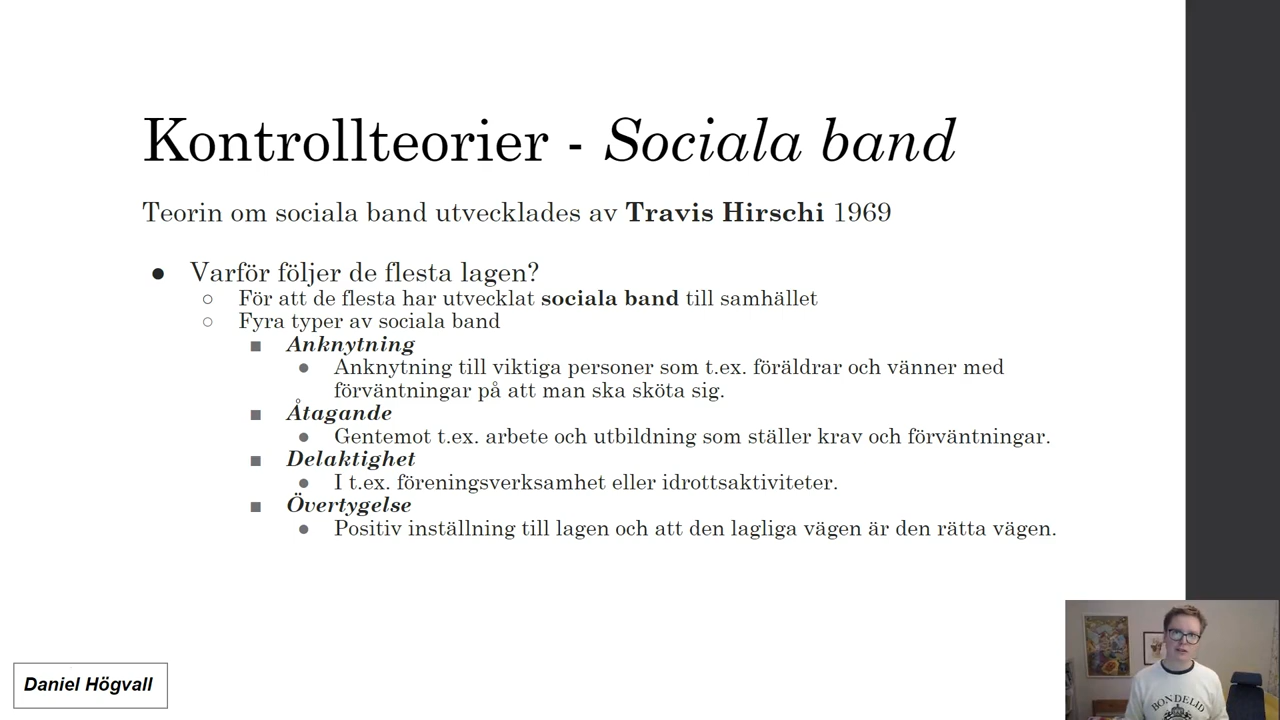 Kontrollteorier - Sociala band
Teorin om sociala band utvecklades av Travis Hirschi 1969
● Varför följer de flesta lagen?
○ För att de flesta har utvecklat sociala band till samhället
○ Fyra typer av sociala band
■ Anknytning
● Anknytning till viktiga personer som t.ex. föräldrar och vänner med
förväntningar på att man ska sköta sig.
■ Åtagande
● Gentemot t.ex. arbete och utbildning som ställer krav och förväntningar.
■ Delaktighet
● I t.ex. föreningsverksamhet eller idrottsaktiviteter.
■ Övertygelse
● Positiv inställning till lagen och att den lagliga vägen är den rätta vägen.
Daniel Högvall
BONDELID